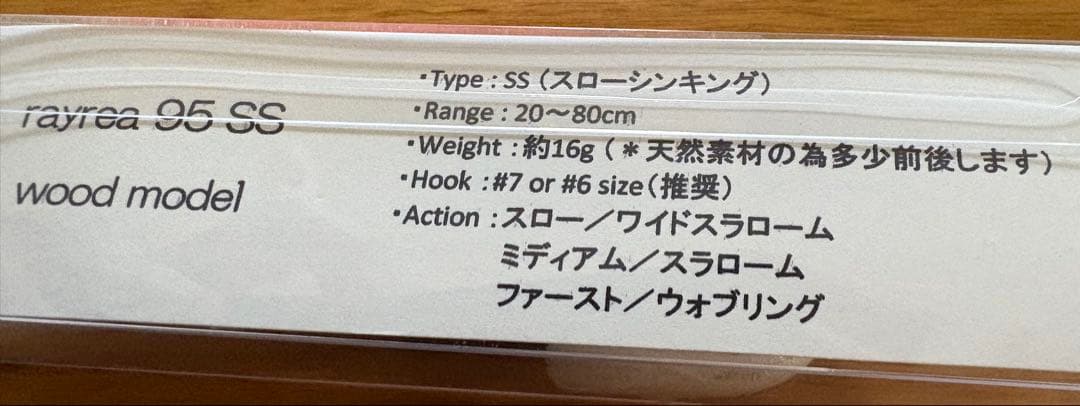 rayrea 95 SS
wood model
・Type : SS（スローシンキング）
・Range : 20～80cm
・Weight : 約16g（＊天然素材の為多少前後します）
・Hook : #7 or #6 size（推奨）
・Action : スロー／ワイドスラローム
ミディアム／スラローム
ファースト／ウォブリング